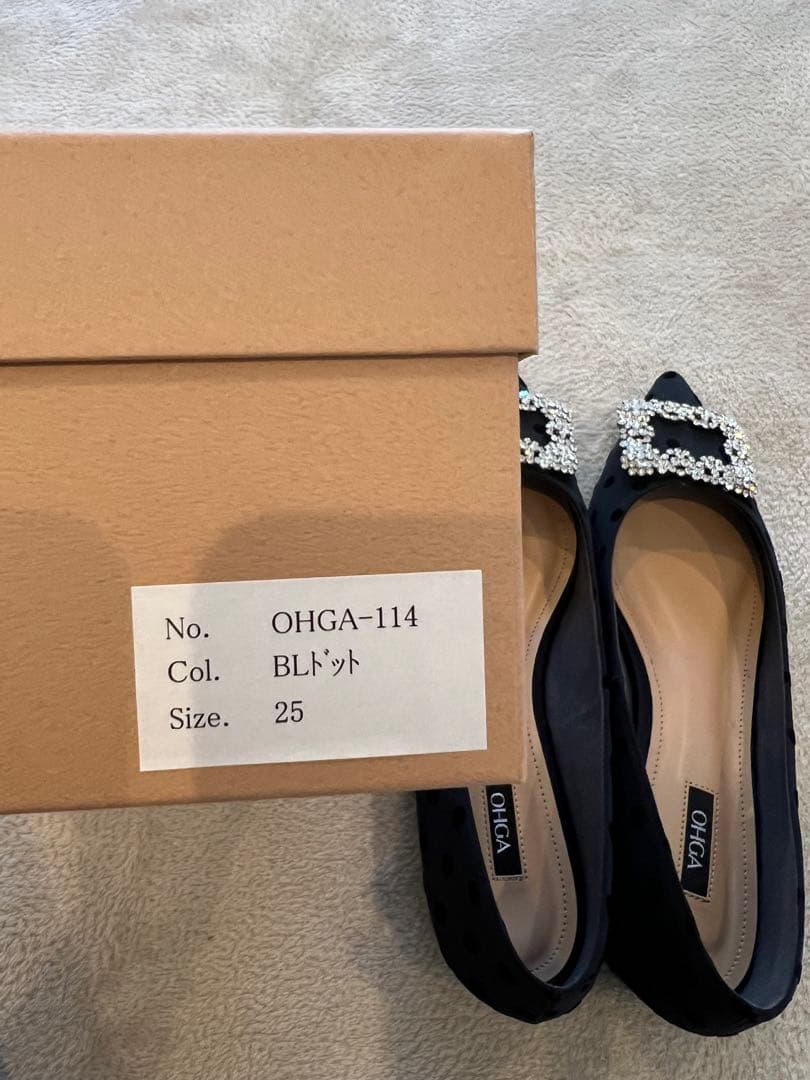 No. OHGA-114
Col. BLﾄﾞｯﾄ
Size. 25
OHGA
OHGA